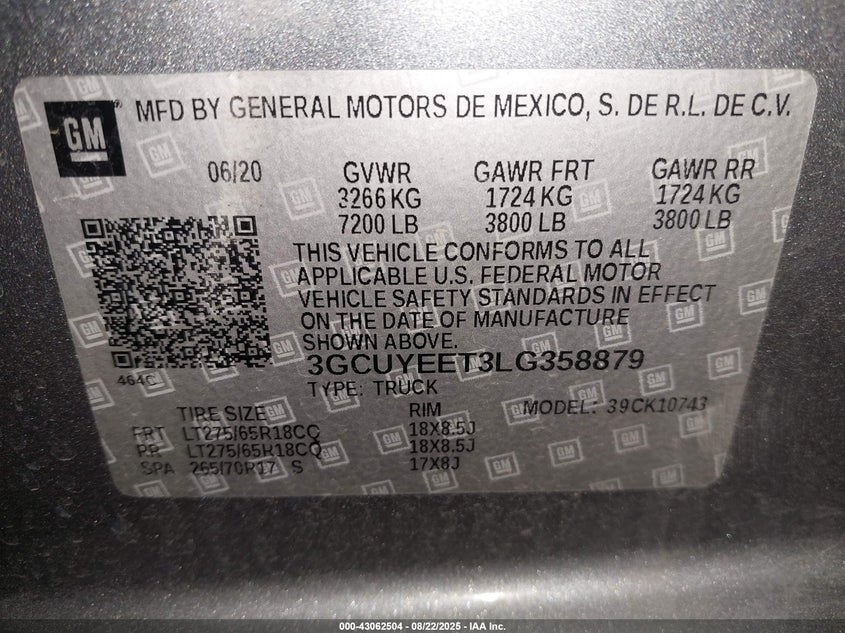 GM
MFD BY GENERAL MOTORS DE MEXICO, S. DE R.L. DE C.V.
06/20 GVWR GAWR FRT GAWR RR
3266 KG 1724 KG 1724 KG
7200 LB 3800 LB 3800 LB
THIS VEHICLE CONFORMS TO ALL
APPLICABLE U.S. FEDERAL MOTOR
VEHICLE SAFETY STANDARDS IN EFFECT
ON THE DATE OF MANUFACTURE
SHOWN ABOVE.
3GCUYEET3LG358879
464C
TYPE: TRUCK
TIRE SIZE RIM MODEL: 39CK10743
FRT LT275/65R18CQ 18X8.5J
RR LT275/65R18CQ 18X8.5J
SPA 265/70R17 S 17X8J
000-43062504 - 08/22/2025 - IAA Inc.